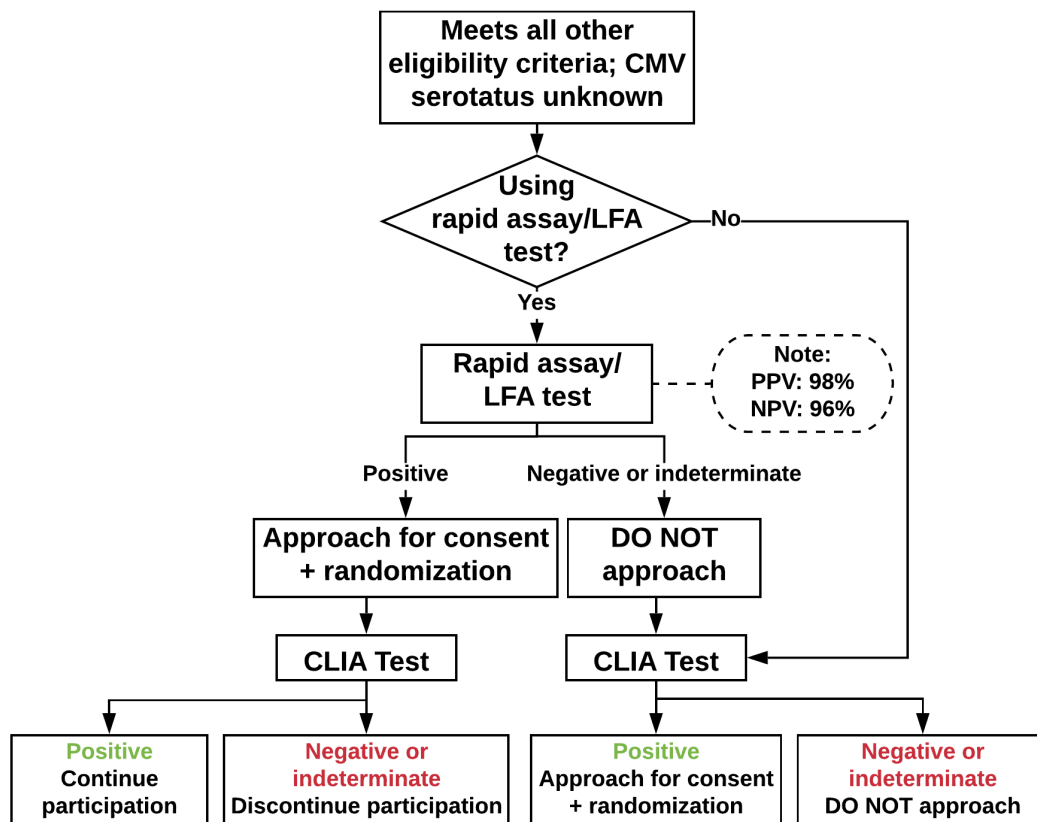 Meets all other
eligibility criteria; CMV
serotatus unknown
Using
rapid assay/LFA
test?
No
Yes
Rapid assay/
LFA test
Note:
PPV: 98%
NPV: 96%
Positive
Negative or indeterminate
Approach for consent
+ randomization
DO NOT
approach
CLIA Test
CLIA Test
Positive
Continue
participation
Negative or
indeterminate
Discontinue participation
Positive
Approach for consent
+ randomization
Negative or
indeterminate
DO NOT approach